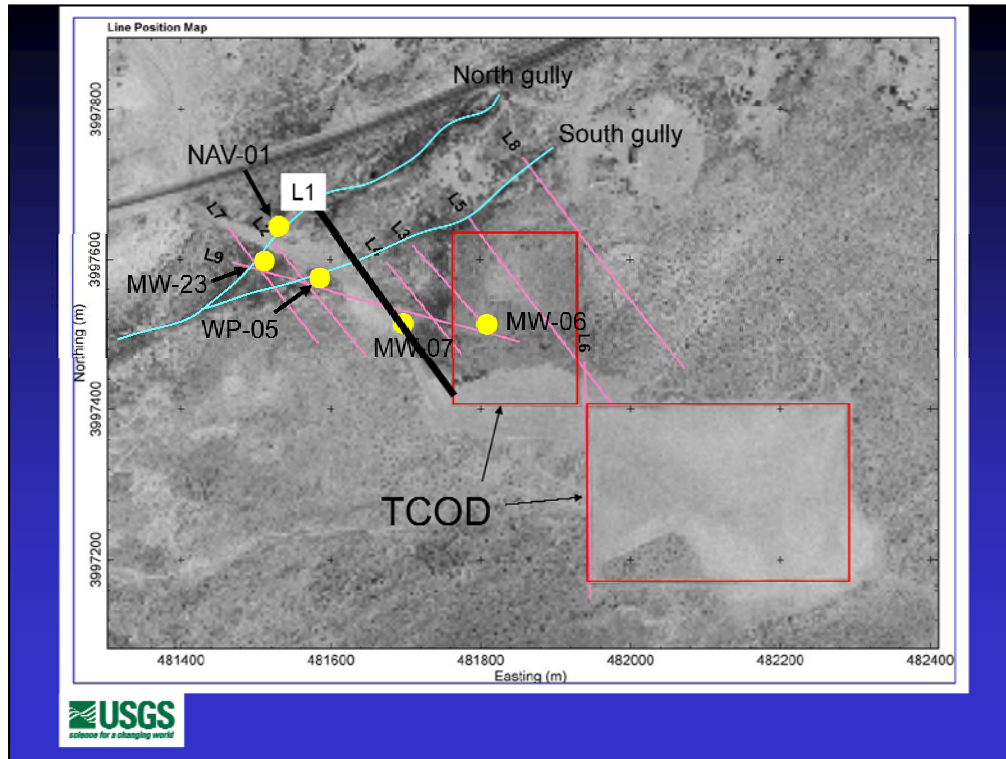 Line Position Map
North gully
South gully
NAV-01
L1
L8
L7
L2
L5
L3
L4
L9
MW-23
WP-05
MW-07
MW-06
L6
TCOD
3997800
3997600
3997400
3997200
Northing (m)
481400
481600
481800
482000
482200
482400
Easting (m)
USGS
science for a changing world